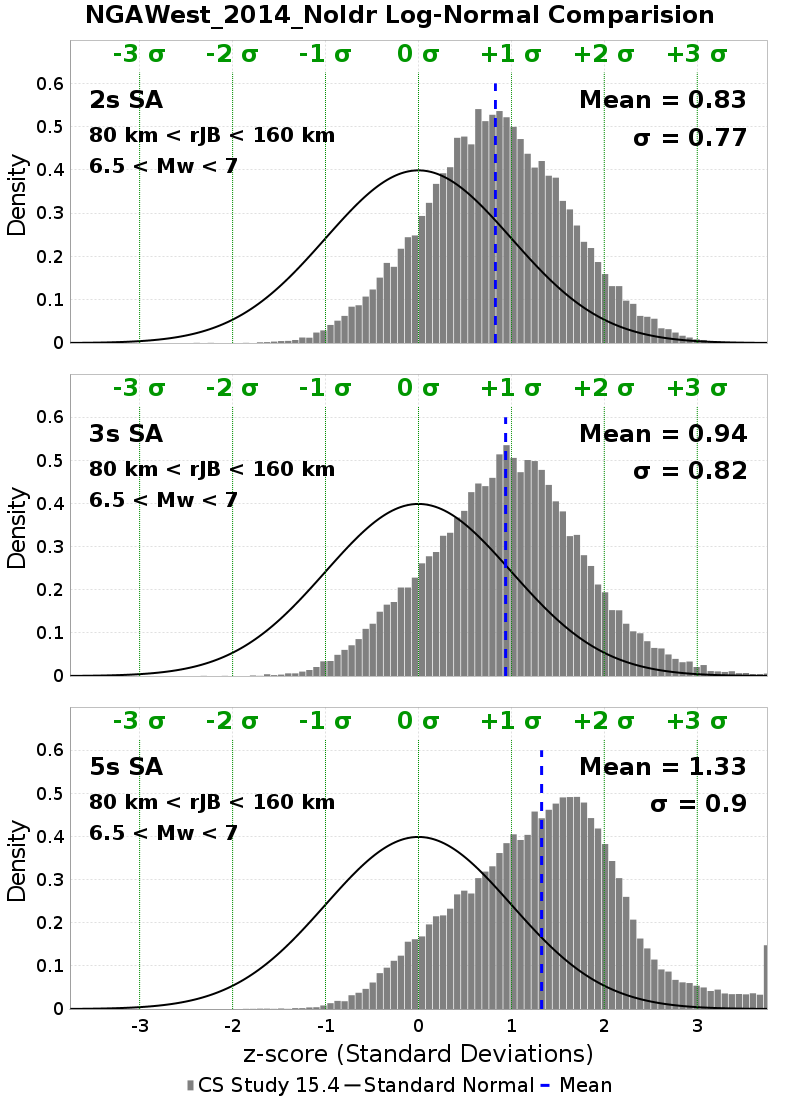 NGAWest_2014_NoIdr Log-Normal Comparision
-3 σ -2 σ -1 σ 0 σ +1 σ +2 σ +3 σ
2s SA
80 km < rJB < 160 km
6.5 < Mw < 7
Mean = 0.83
σ = 0.77
Density
0.6
0.5
0.4
0.3
0.2
0.1
0
-3 σ -2 σ -1 σ 0 σ +1 σ +2 σ +3 σ
3s SA
80 km < rJB < 160 km
6.5 < Mw < 7
Mean = 0.94
σ = 0.82
Density
0.6
0.5
0.4
0.3
0.2
0.1
0
-3 σ -2 σ -1 σ 0 σ +1 σ +2 σ +3 σ
5s SA
80 km < rJB < 160 km
6.5 < Mw < 7
Mean = 1.33
σ = 0.9
Density
0.6
0.5
0.4
0.3
0.2
0.1
0
-3 -2 -1 0 1 2 3
z-score (Standard Deviations)
CS Study 15.4 Standard Normal Mean